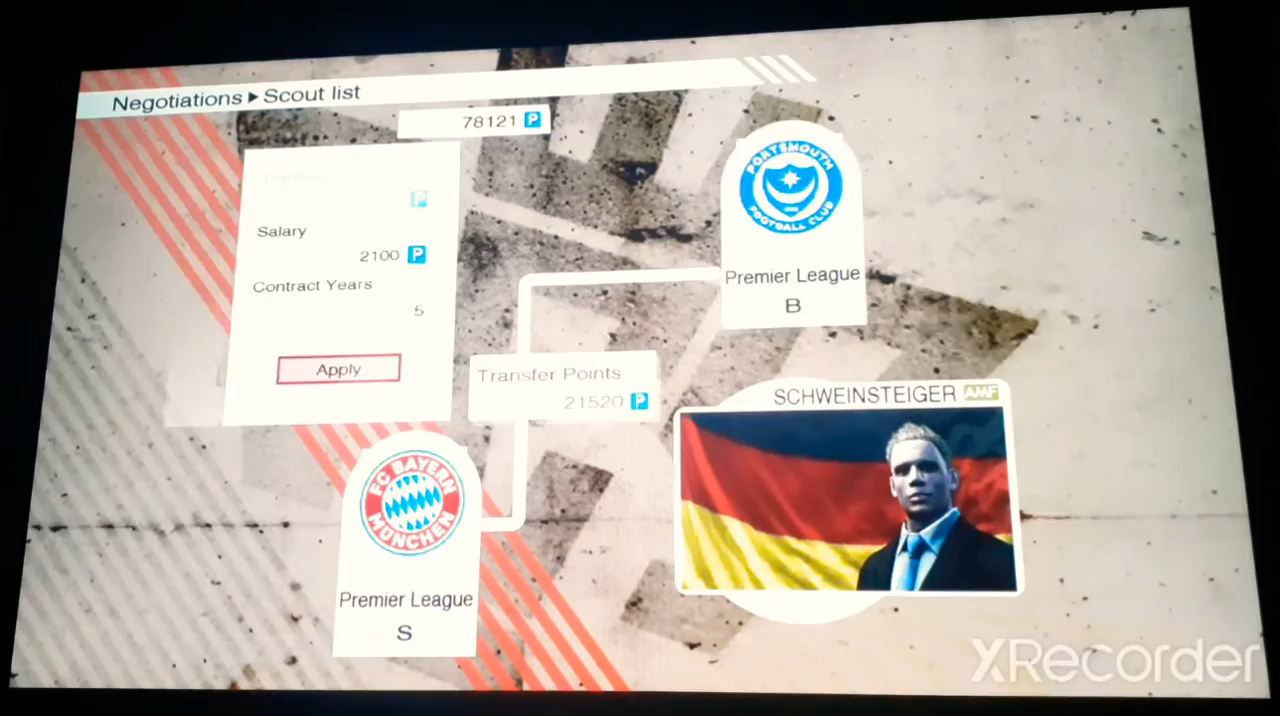 Negotiations ▶ Scout list
78121 P
P
Salary
2100 P
Contract Years
5
Apply
PORTSMOUTH
FOOTBALL CLUB
Premier League
B
Transfer Points
21520 P
SCHWEINSTEIGER AMF
FC BAYERN
MÜNCHEN
Premier League
S
XRecorder